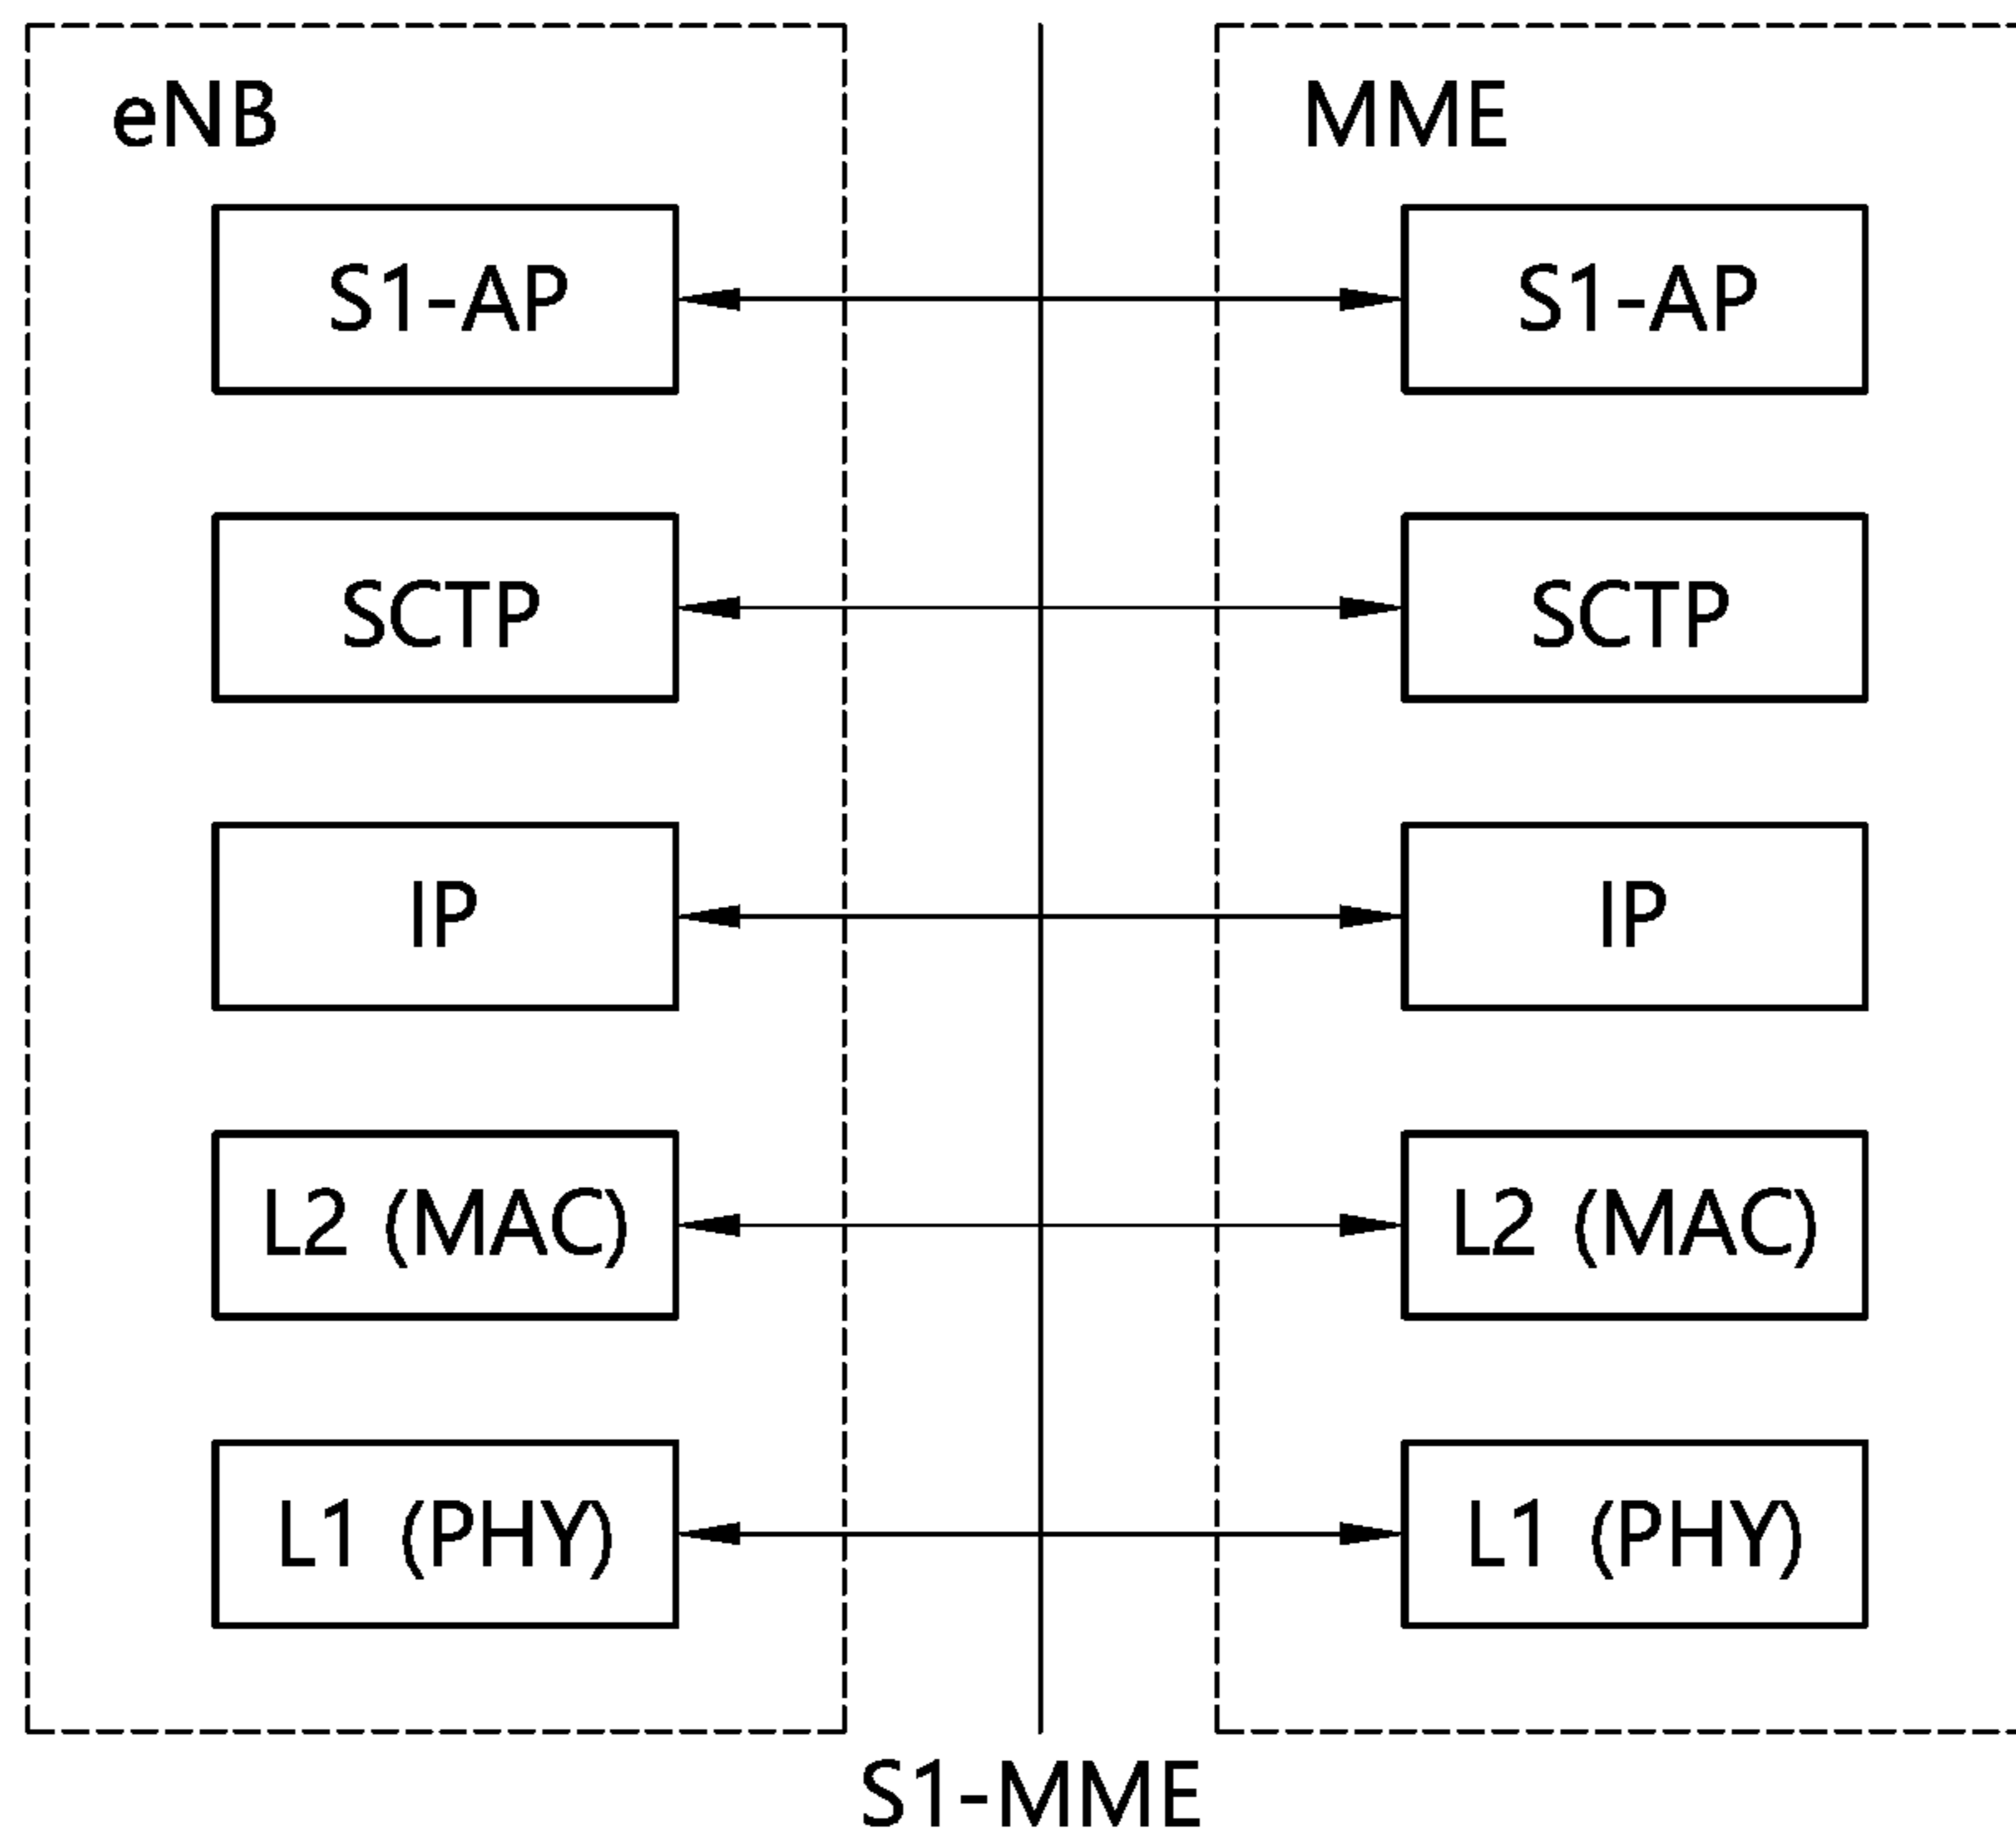 eNB
MME
S1-AP
S1-AP
SCTP
SCTP
IP
IP
L2 (MAC)
L2 (MAC)
L1 (PHY)
L1 (PHY)
S1-MME